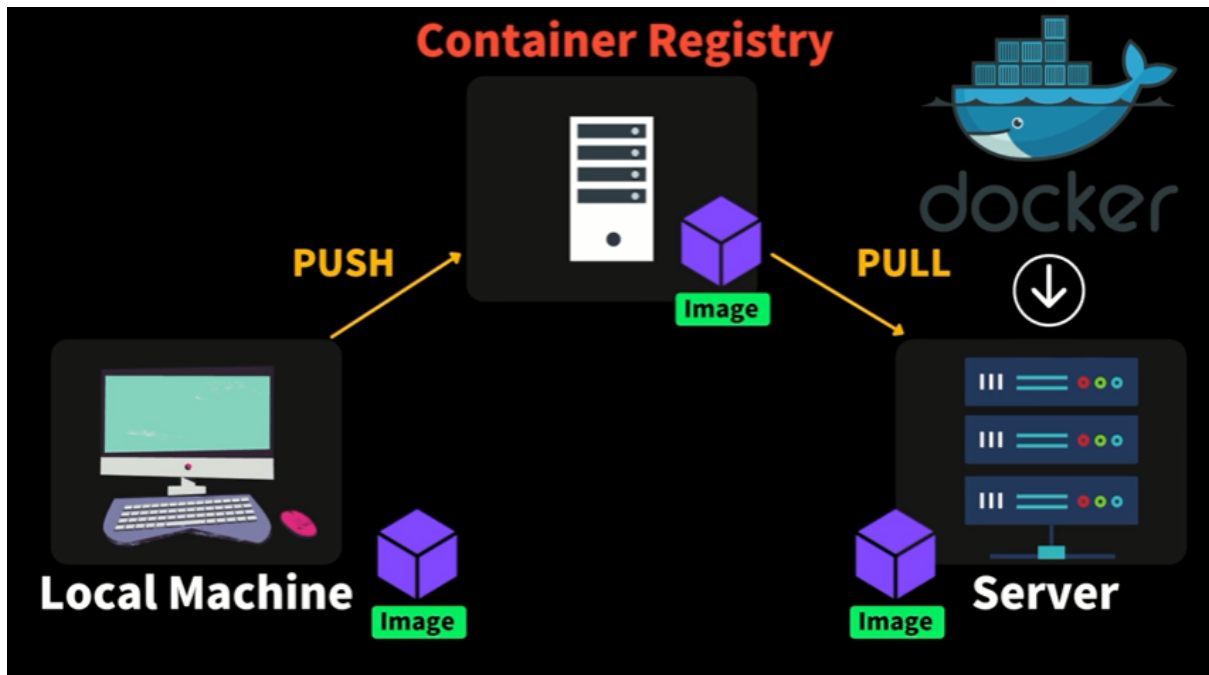 Container Registry
docker
PUSH
PULL
Image
Local Machine
Image
Image
Server